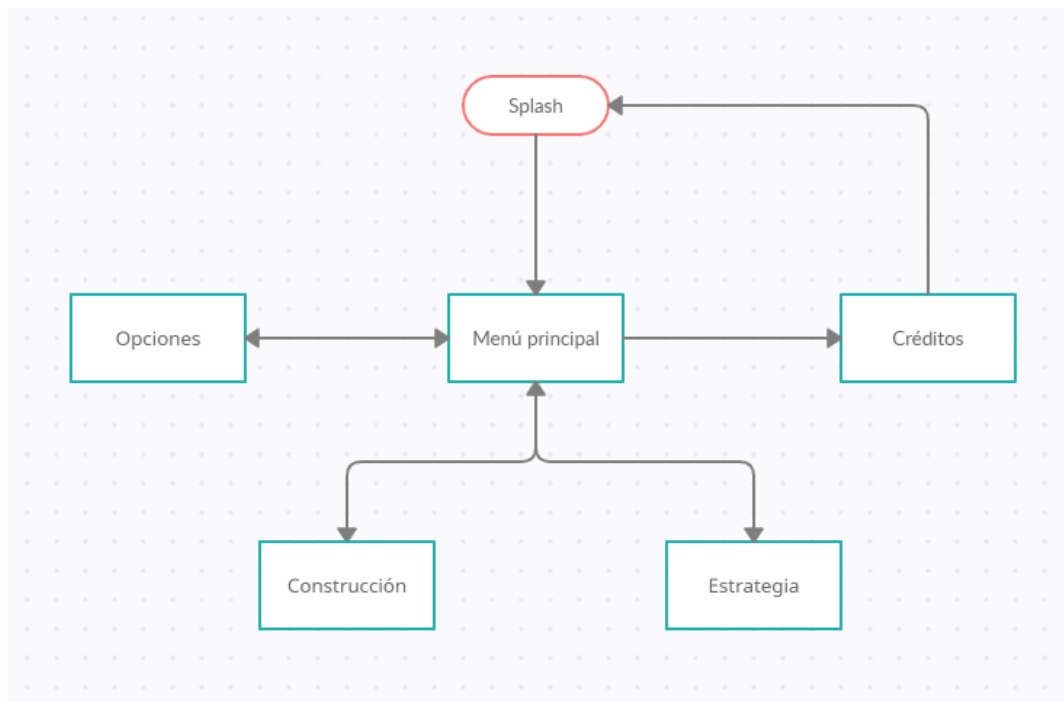 Splash
Opciones
Menú principal
Créditos
Construcción
Estrategia